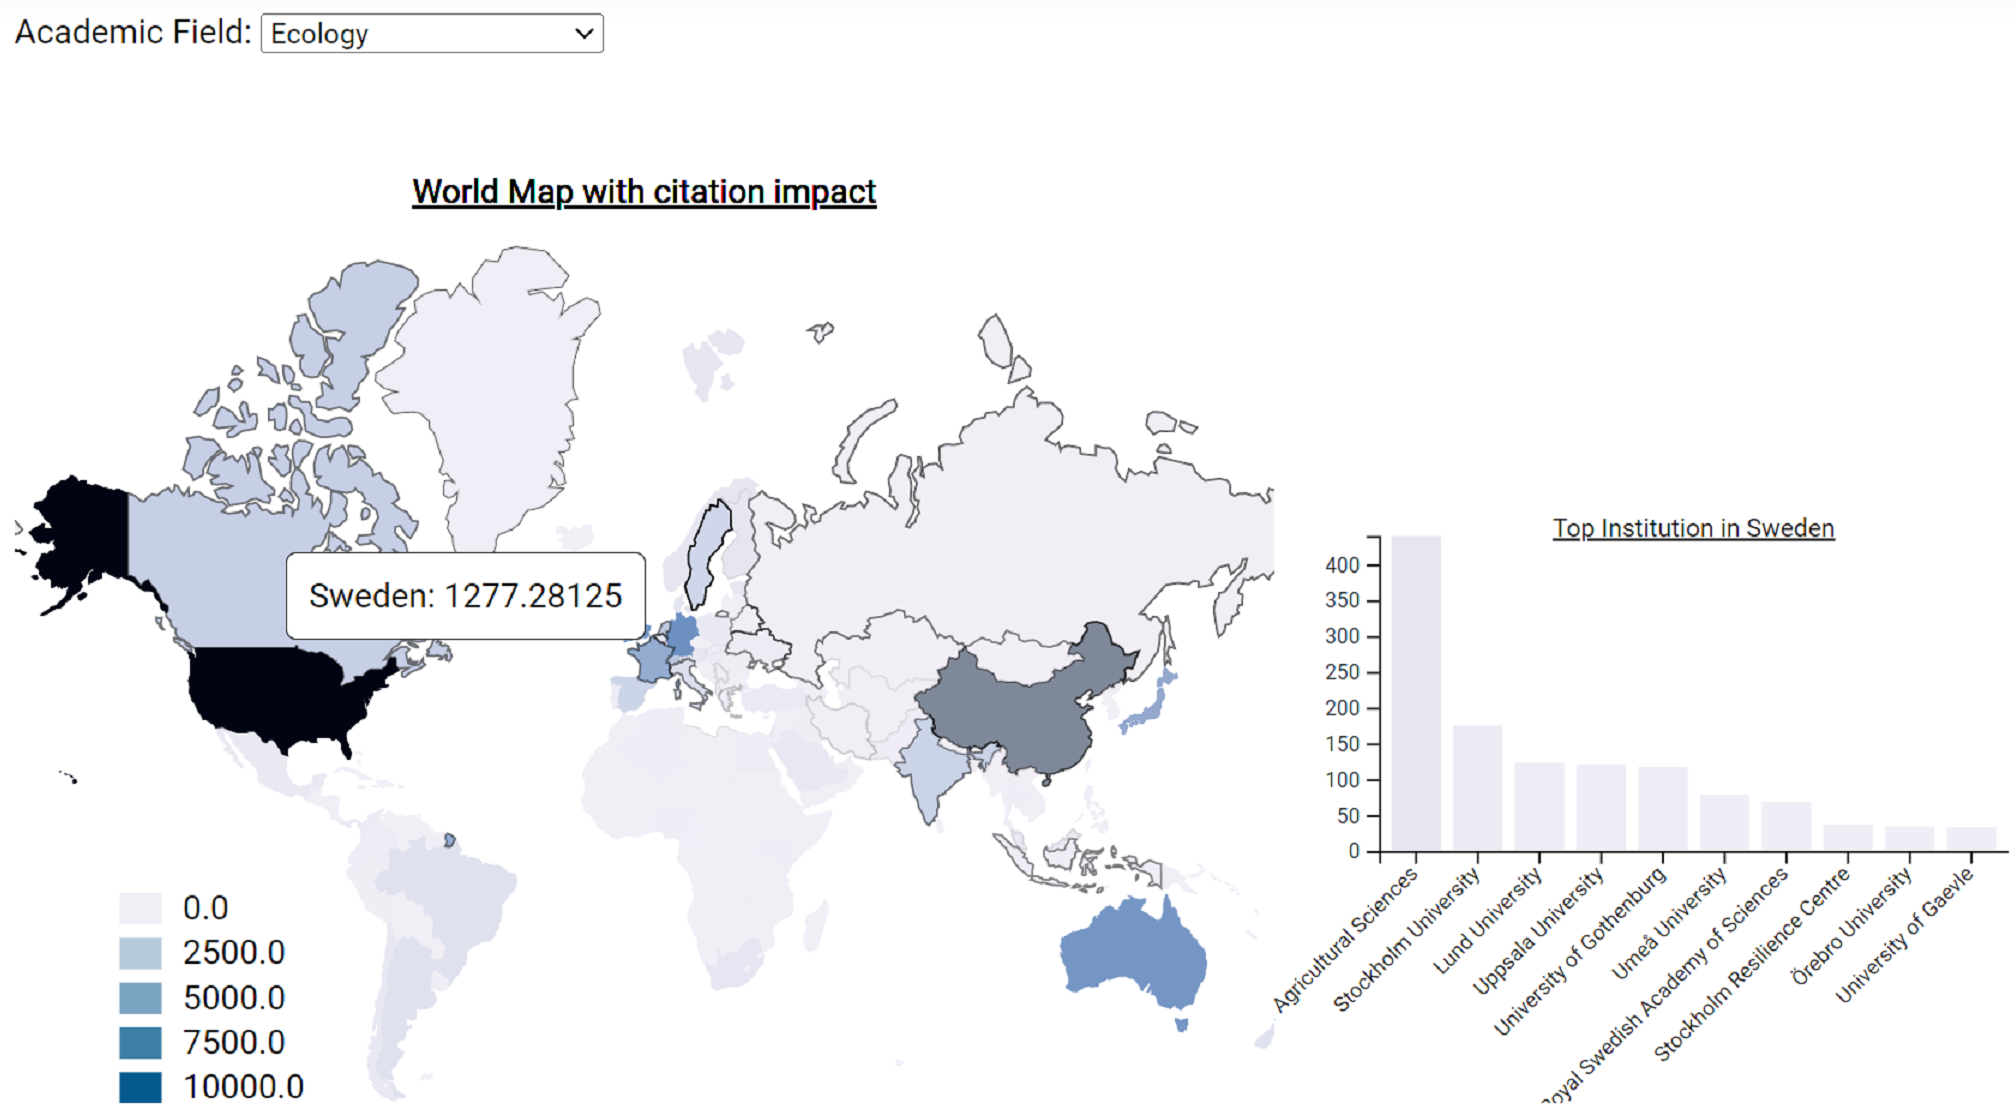 Academic Field: Ecology
World Map with citation impact
Sweden: 1277.28125
0.0
2500.0
5000.0
7500.0
10000.0
Top Institution in Sweden
400
350
300
250
200
150
100
50
0
Agricultural Sciences
Stockholm University
Lund University
Uppsala University
University of Gothenburg
Umeå University
Swedish Academy of Sciences
Stockholm Resilience Centre
Örebro University
University of Gaevle